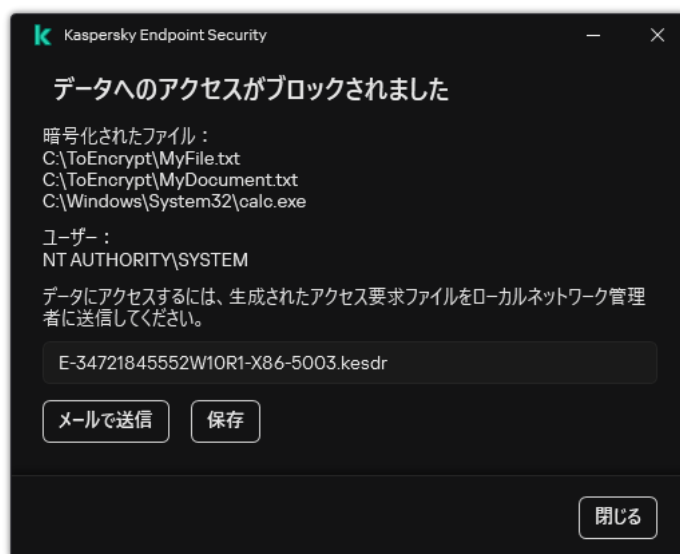 Kaspersky Endpoint Security
データへのアクセスがブロックされました
暗号化されたファイル：
C:\ToEncrypt\MyFile.txt
C:\ToEncrypt\MyDocument.txt
C:\Windows\System32\calc.exe
ユーザー：
NT AUTHORITY\SYSTEM
データにアクセスするには、生成されたアクセス要求ファイルをローカルネットワーク管理
者に送信してください。
E-34721845552W10R1-X86-5003.kesdr
メールで送信 保存
閉じる